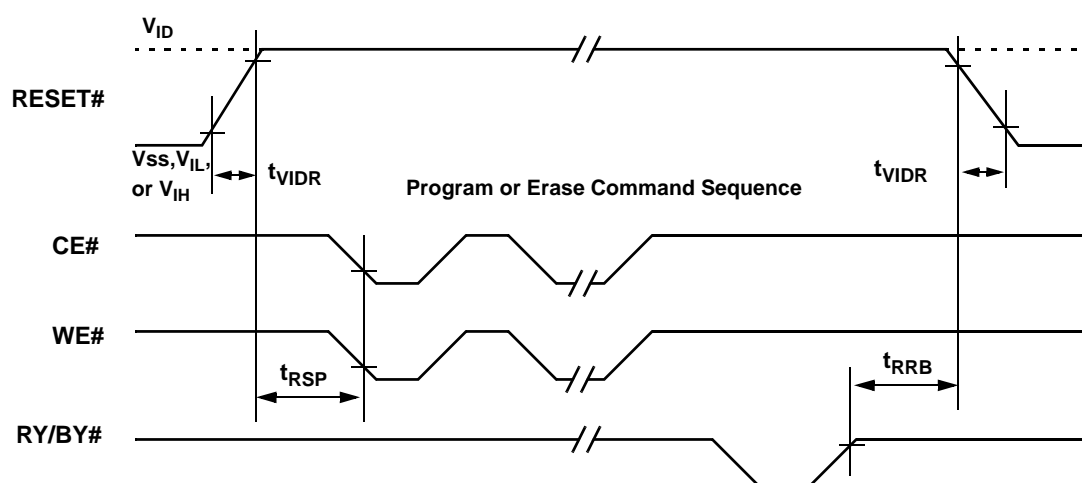 VID
RESET#
Vss,VIL,
or VIH
tVIDR
tVIDR
Program or Erase Command Sequence
CE#
WE#
tRSP
tRRB
RY/BY#